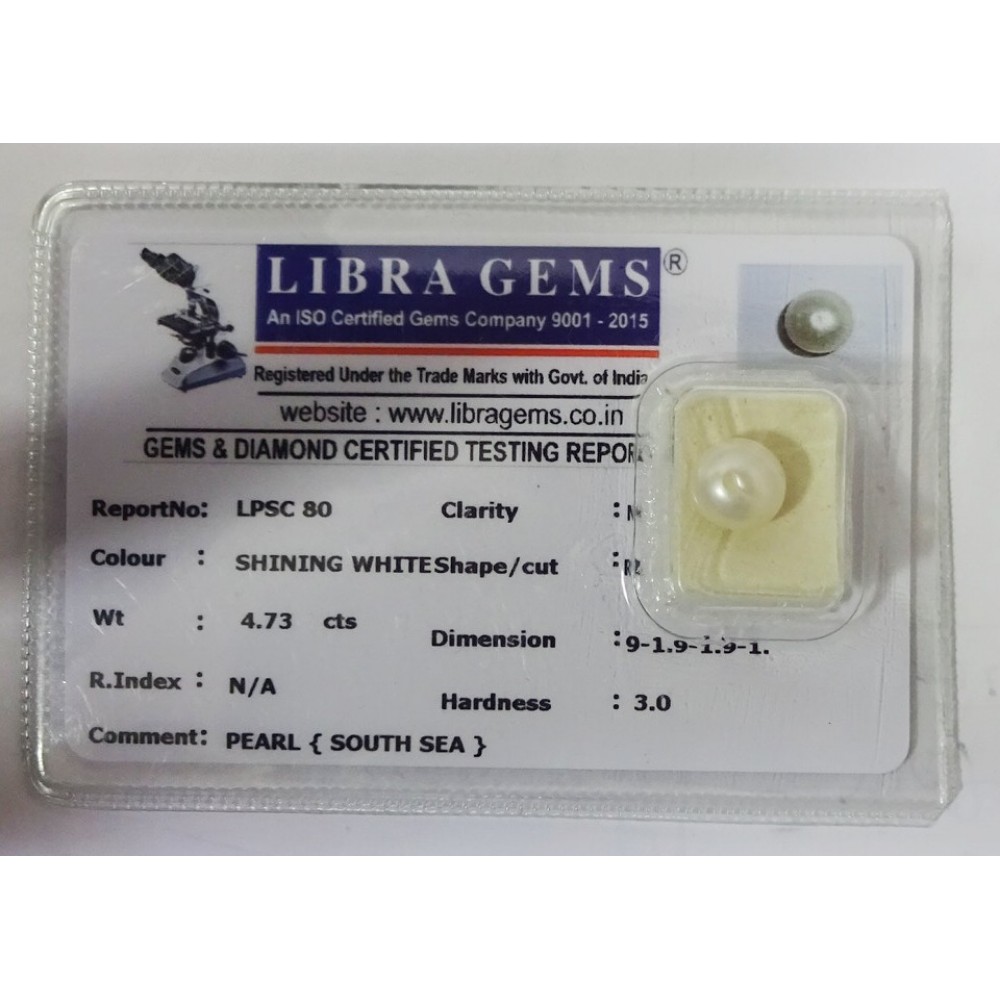 LIBRA GEMS ®
An ISO Certified Gems Company 9001 - 2015
Registered Under the Trade Marks with Govt. of India
website : www.libragems.co.in
GEMS & DIAMOND CERTIFIED TESTING
ReportNo: LPSC 80 Clarity :
Colour : SHINING WHITE Shape/cut :
Wt : 4.73 cts
Dimension :
R.Index : N/A
Hardness : 3.0
Comment: PEARL { SOUTH SEA }